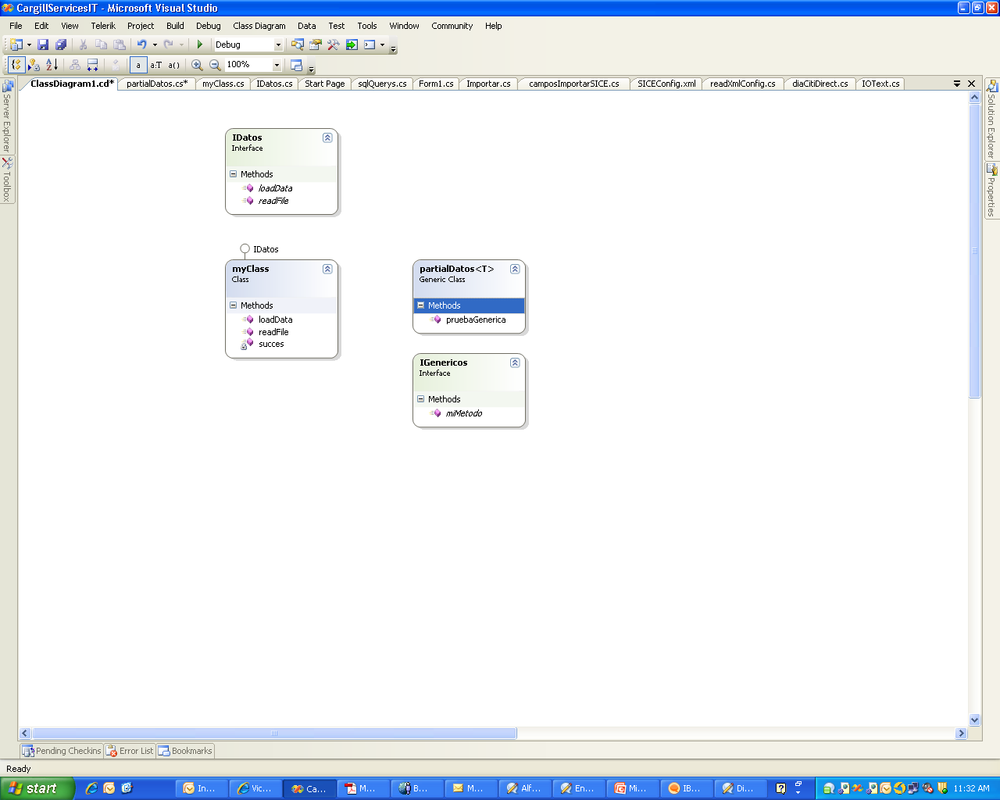 CargillServicesIT - Microsoft Visual Studio
File Edit View Telerik Project Build Debug Class Diagram Data Test Tools Window Community Help
Debug
a a:T a() 100%
ClassDiagram1.cd* partialDatos.cs* myClass.cs IDatos.cs Start Page sqlQuerys.cs Form1.cs Importar.cs camposImportarSICE.cs SICEConfig.xml readXmlConfig.cs diaCitiDirect.cs IOText.cs
Server Explorer
Toolbox
Solution Explorer
Properties
IDatos
Interface
Methods
loadData
readFile
IDatos
myClass
Class
Methods
loadData
readFile
succes
partialDatos<T>
Generic Class
Methods
pruebaGenerica
IGenericos
Interface
Methods
miMetodo
Pending Checkins Error List Bookmarks
Ready
start In... Vic... Ca... M... B... M... Alf... En... Mi... IB... Di... 11:32 AM